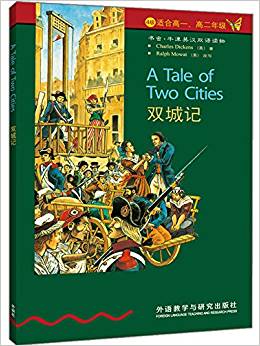 4级 适合高一、高二年级
书虫·牛津英汉双语读物
Charles Dickens (英) 著
Ralph Mowat (英) 改写
A Tale of
Two Cities
双城记
外语教学与研究出版社
FOREIGN LANGUAGE TEACHING AND RESEARCH PRESS
A Tale of Two Cities
双城记